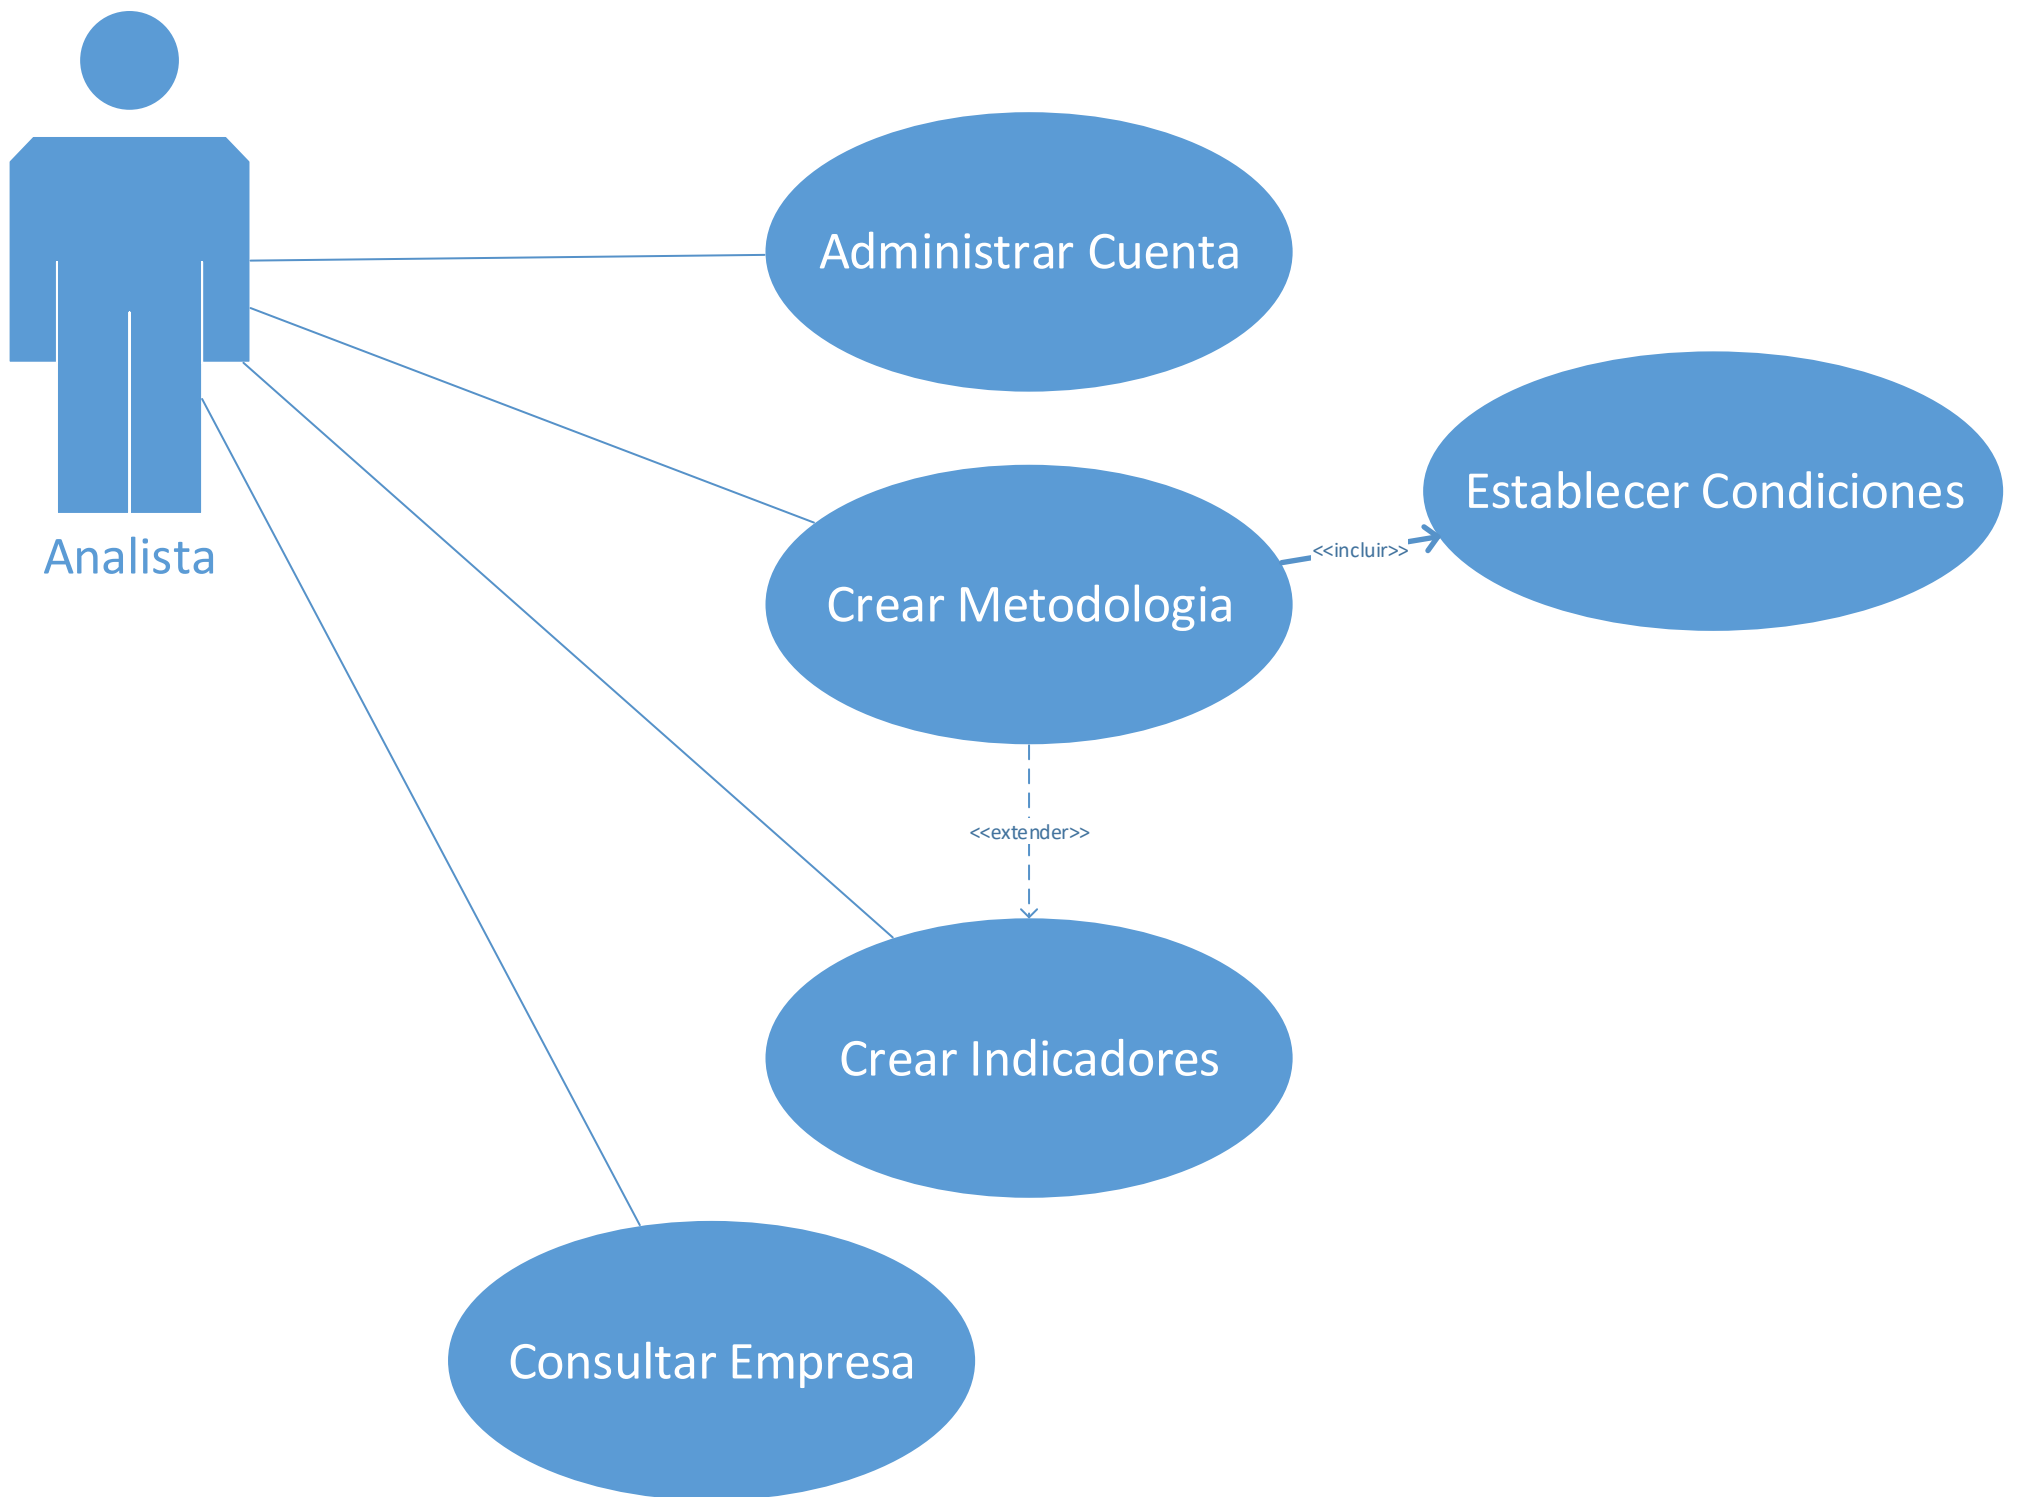 Administrar Cuenta
Establecer Condiciones
Analista
<<incluir>>
Crear Metodologia
<<extender>>
Crear Indicadores
Consultar Empresa